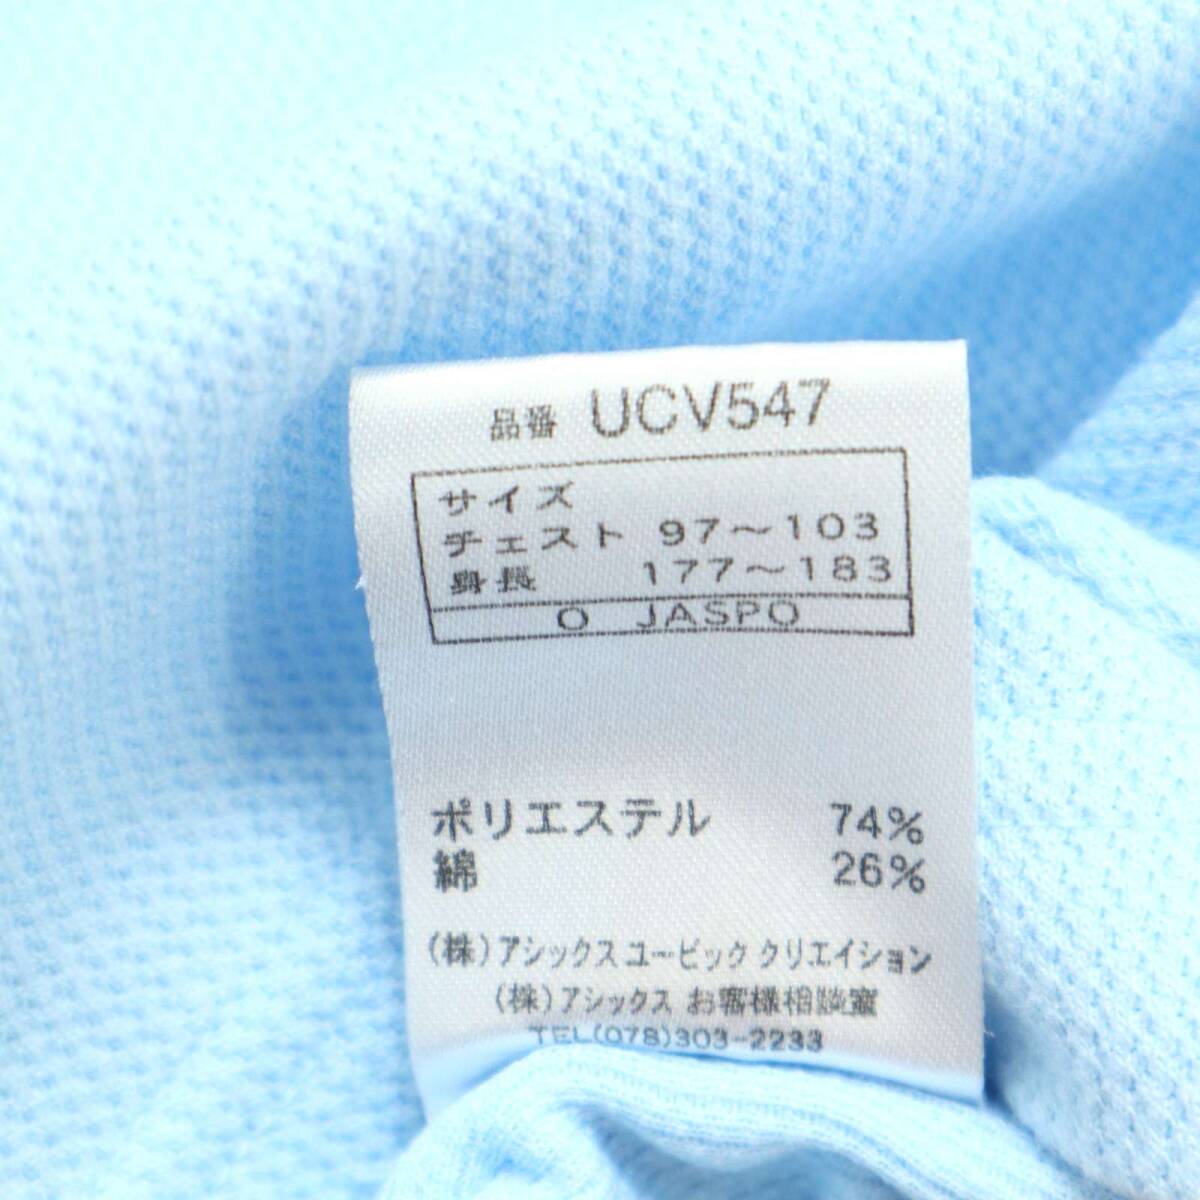 品番 UCV547
サイズ
チェスト 97～103
身長 177～183
O JASPO
ポリエステル 74%
綿 26%
(株)アシックス ユービック クリエイション
(株)アシックス お客様相談室
TEL(078)303-2233